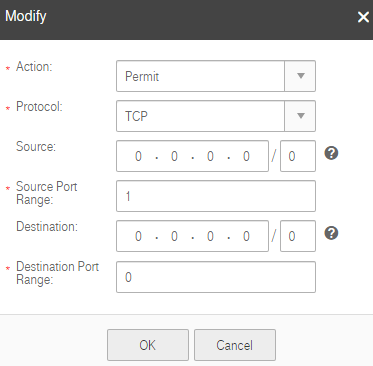 Modify ×
* Action: Permit
* Protocol: TCP
Source: 0 . 0 . 0 . 0 / 0 ?
* Source Port
Range: 1
Destination: 0 . 0 . 0 . 0 / 0 ?
* Destination Port
Range: 0
OK Cancel